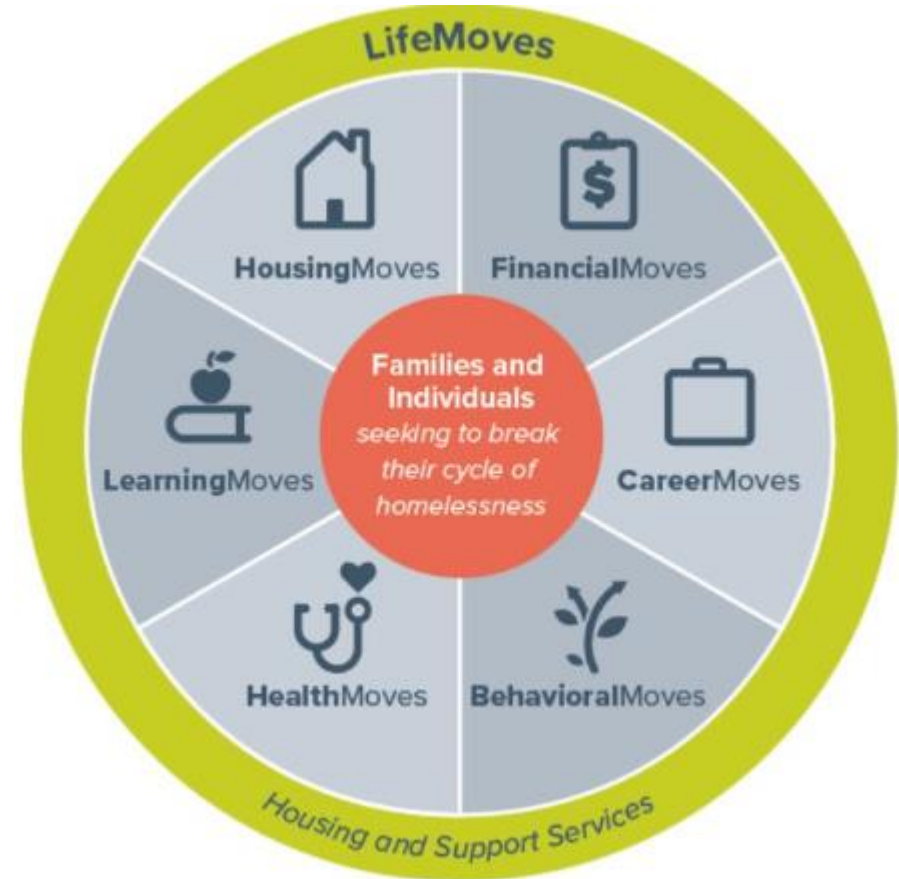 LifeMoves
HousingMoves
FinancialMoves
Families and
Individuals
seeking to break
their cycle of
homelessness
LearningMoves
CareerMoves
HealthMoves
BehavioralMoves
Housing and Support Services
$